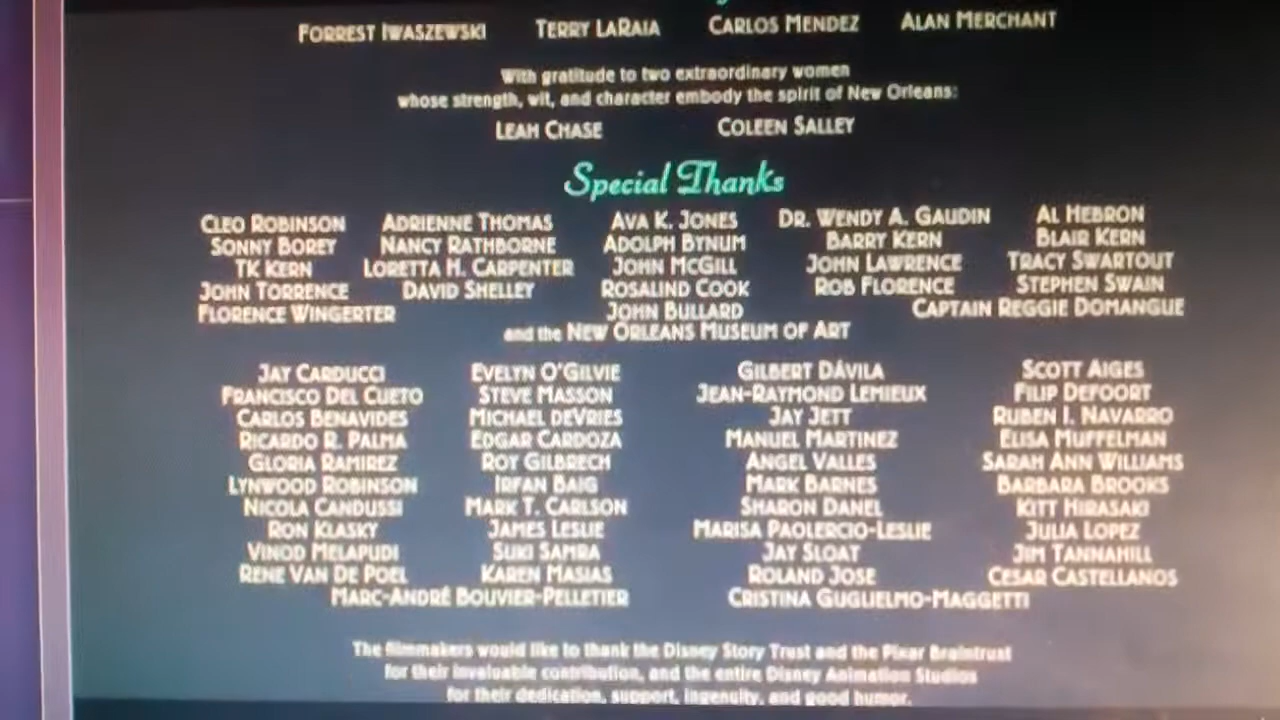 FORREST IWASZEWSKI TERRY LARAIA CARLOS MENDEZ ALAN MERCHANT
With gratitude to two extraordinary women
whose strength, wit, and character embody the spirit of New Orleans:
LEAH CHASE COLEEN SALLEY
Special Thanks
CLEO ROBINSON ADRIENNE THOMAS AVA K. JONES DR. WENDY A. GAUDIN AL HEBRON
SONNY BOREY NANCY RATHBORNE ADOLPH BYNUM BARRY KERN BLAIR KERN
TK KERN LORETTA H. CARPENTER JOHN MCGILL JOHN LAWRENCE TRACY SWARTOUT
JOHN TORRENCE DAVID SHELLEY ROSALIND COOK ROB FLORENCE STEPHEN SWAIN
FLORENCE WINGERTER JOHN BULLARD CAPTAIN REGGIE DOMANGUE
and the NEW ORLEANS MUSEUM OF ART
JAY CARDUCCI EVELYN O'GILVIE GILBERT DÁVILA SCOTT AIGES
FRANCISCO DEL CUETO STEVE MASSON JEAN-RAYMOND LEMIEUX FILIP DEFOORT
CARLOS BENAVIDES MICHAEL DEVRIES JAY JETT RUBEN I. NAVARRO
RICARDO R. PALMA EDGAR CARDOZA MANUEL MARTINEZ ELISA MUFFELMAN
GLORIA RAMIREZ ROY GILBRECH ANGEL VALLES SARAH ANN WILLIAMS
LYNWOOD ROBINSON IRFAN BAIG MARK BARNES BARBARA BROOKS
NICOLA CANDUSSI MARK T. CARLSON SHARON DANEL KITT HIRASAKI
RON KLASKY JAMES LESLIE MARISA PAOLERCIO-LESLIE JULIA LOPEZ
VINOD MELAPUDI SUKI SAMRA JAY SLOAT JIM TANNAHILL
RENE VAN DE POEL KAREN MASIAS ROLAND JOSE CESAR CASTELLANOS
MARC-ANDRÉ BOUVIER-PELLETIER CRISTINA GUGLIELMO-MAGGETTI
The filmmakers would like to thank the Disney Story Trust and the Pixar Braintrust
for their invaluable contribution, and the entire Disney Animation Studios
for their dedication, support, ingenuity, and good humor.